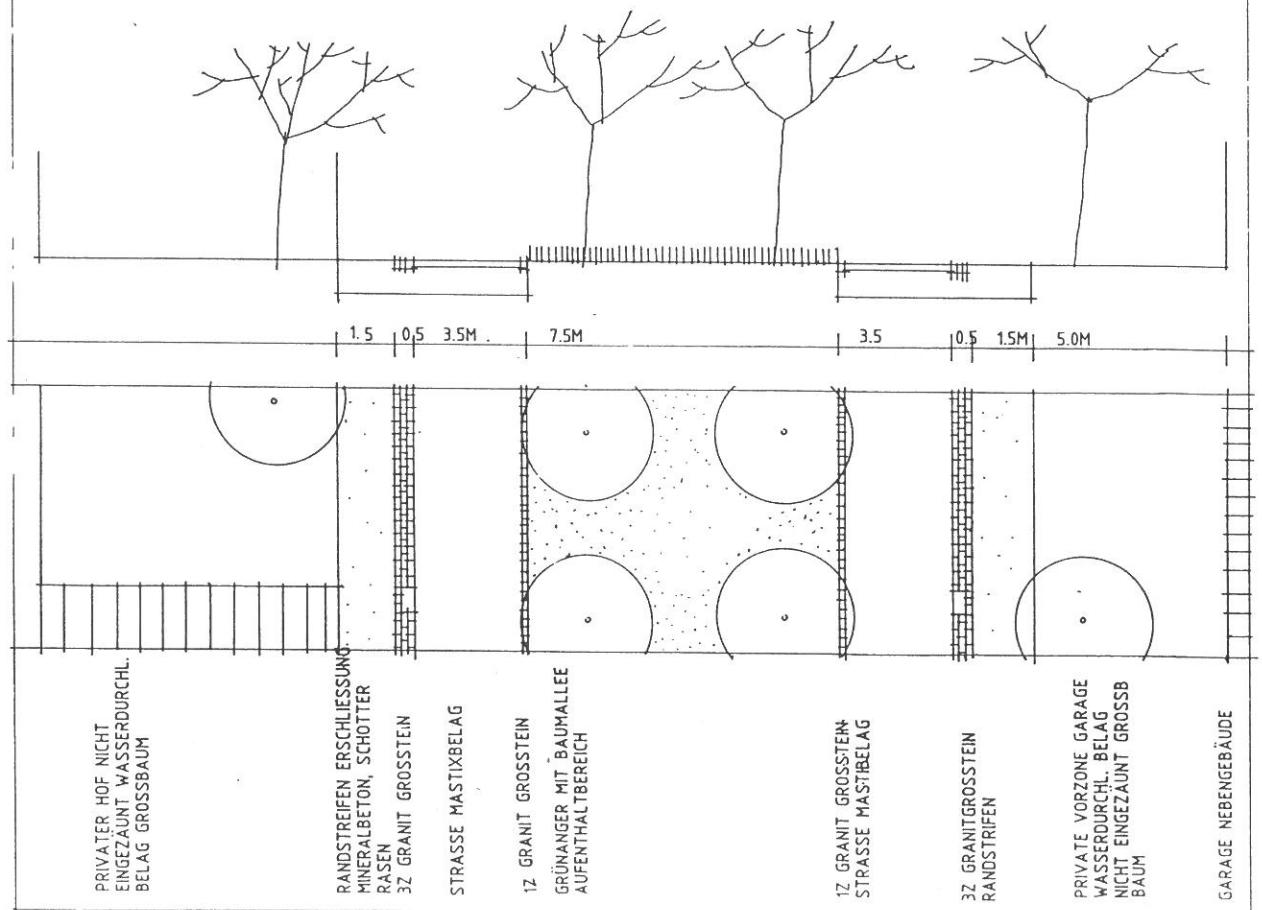 1.5 0.5 3.5M 7.5M 3.5 0.5 1.5M 5.0M
PRIVATER HOF NICHT
EINGEZÄUNT WASSERDURCHL.
BELAG GROSSBAUM
RANDSTREIFEN ERSCHLIESSUNG
MINERALBETON, SCHOTTER
RASEN
3Z GRANIT GROSSTEIN
STRASSE MASTIXBELAG
1Z GRANIT GROSSTEIN
GRÜNANGER MIT BAUMALLEE
AUFENTHALTBEREICH
1Z GRANIT GROSSTEIN
STRASSE MASTIBELAG
3Z GRANITGROSSTEIN
RANDSTRIFEN
PRIVATE VORZONE GARAGE
WASSERDURCHL. BELAG
NICHT EINGEZÄUNT GROSSB
BAUM
GARAGE NEBENGEBÄUDE